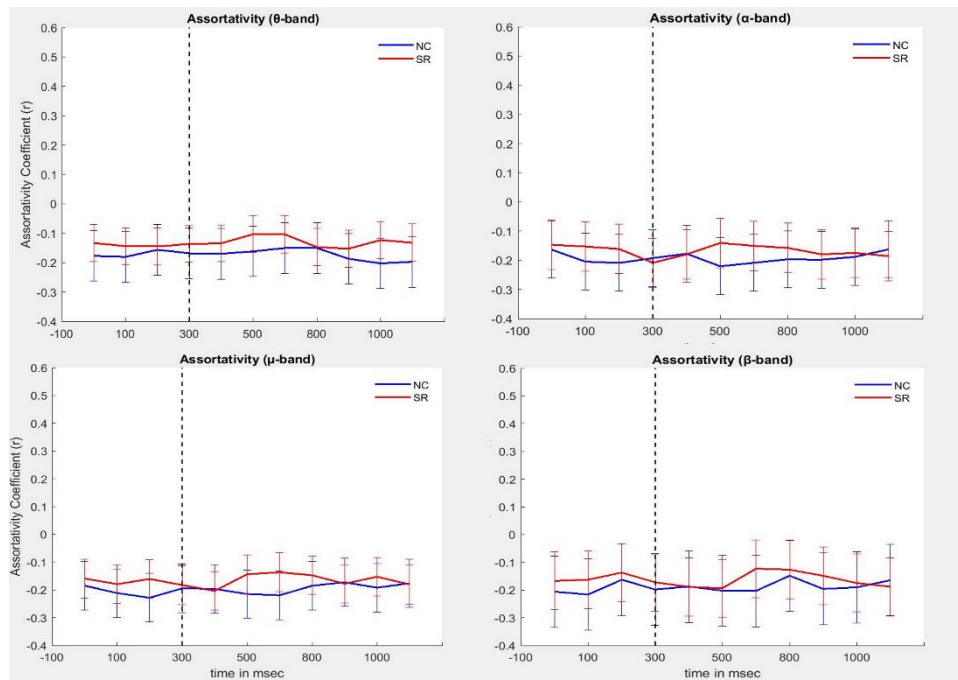 Assortativity (θ-band)
0.6
0.5
0.4
0.3
0.2
0.1
0
-0.1
-0.2
-0.3
-0.4
Assortativity Coefficient (r)
NC
SR
-100 100 300 500 800 1000
Assortativity (α-band)
0.6
0.5
0.4
0.3
0.2
0.1
0
-0.1
-0.2
-0.3
-0.4
NC
SR
-100 100 300 500 800 1000
Assortativity (μ-band)
0.6
0.5
0.4
0.3
0.2
0.1
0
-0.1
-0.2
-0.3
-0.4
Assortativity Coefficient (r)
NC
SR
-100 100 300 500 800 1000
time in msec
Assortativity (β-band)
0.6
0.5
0.4
0.3
0.2
0.1
0
-0.1
-0.2
-0.3
-0.4
NC
SR
-100 100 300 500 800 1000
time in msec